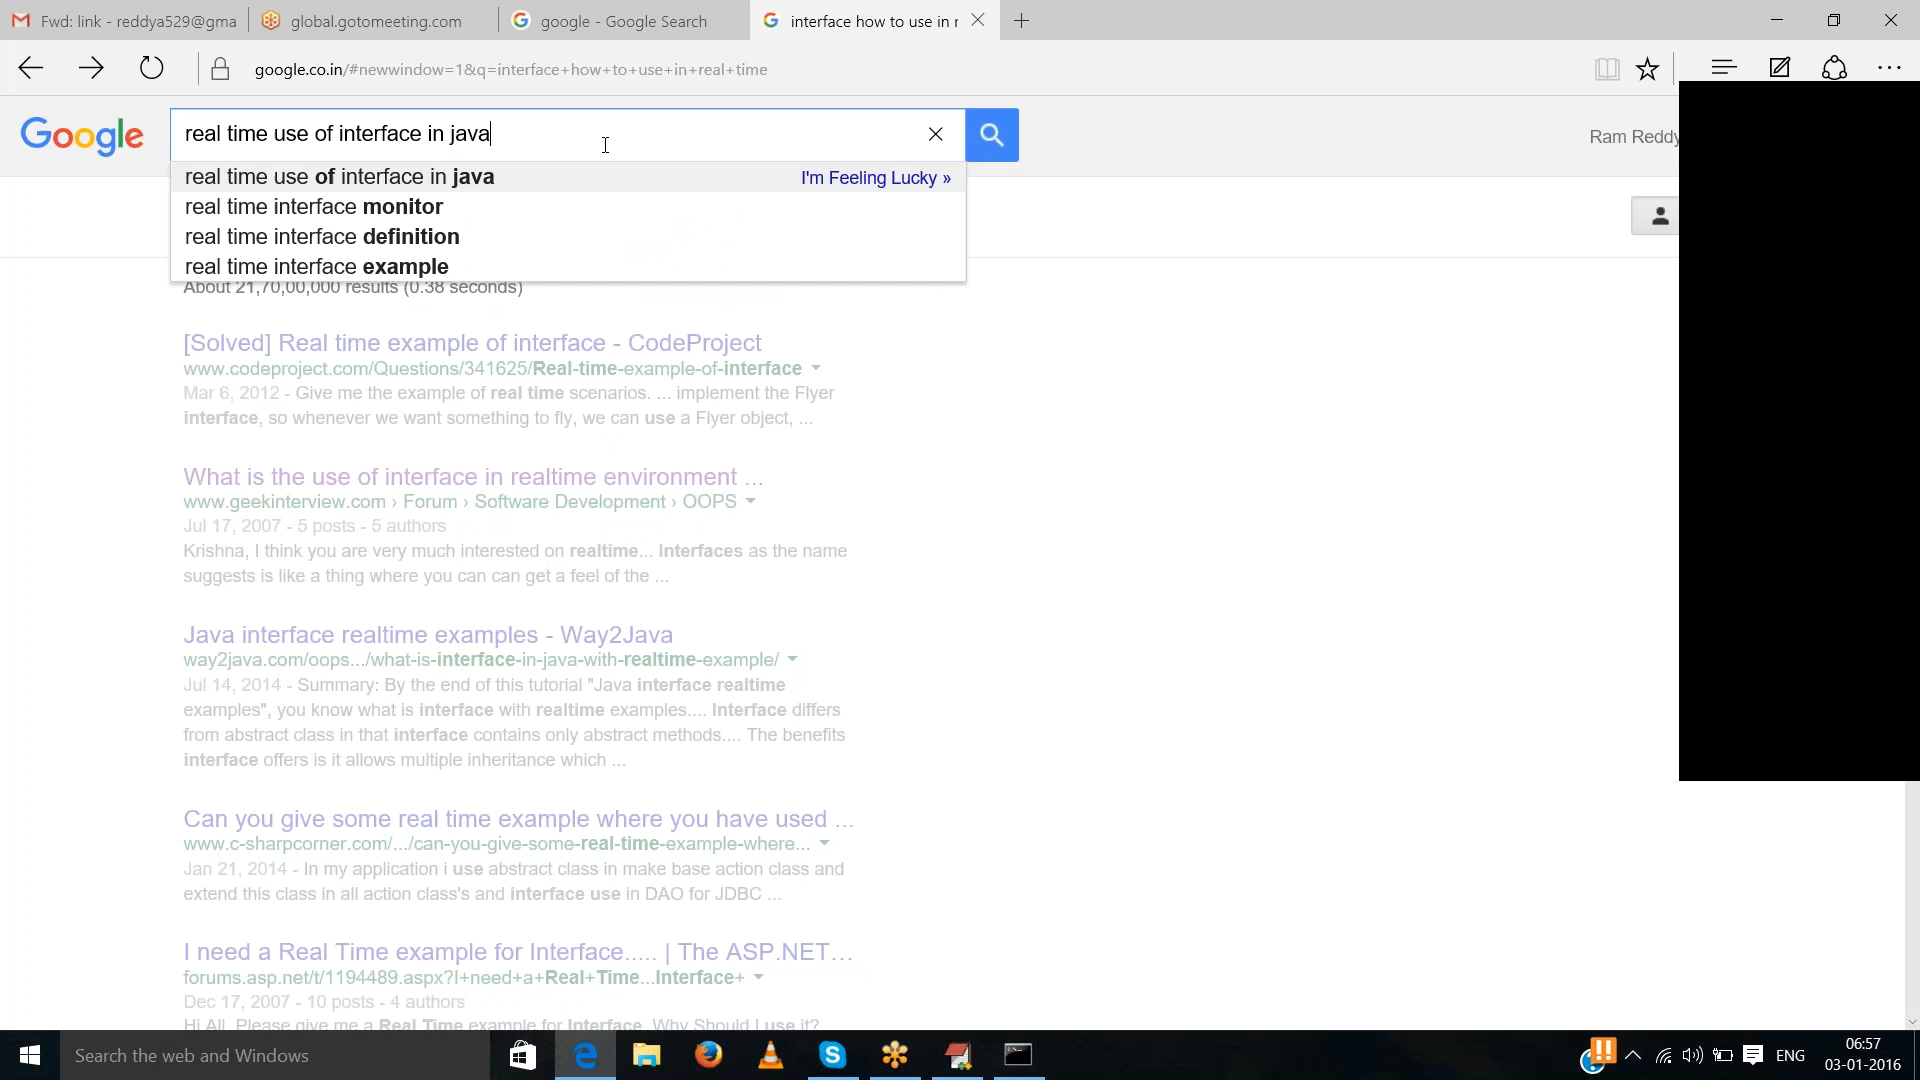 Fwd: link - reddya529@gma
global.gotomeeting.com
google - Google Search
interface how to use in r
google.co.in/#newwindow=1&q=interface+how+to+use+in+real+time
Google
real time use of interface in java
Ram Reddy
real time use of interface in java
I'm Feeling Lucky »
real time interface monitor
real time interface definition
real time interface example
About 21,70,00,000 results (0.38 seconds)
[Solved] Real time example of interface - CodeProject
www.codeproject.com/Questions/341625/Real-time-example-of-interface
Mar 6, 2012 - Give me the example of real time scenarios. ... implement the Flyer
interface, so whenever we want something to fly, we can use a Flyer object, ...
What is the use of interface in realtime environment ...
www.geekinterview.com › Forum › Software Development › OOPS
Jul 17, 2007 - 5 posts - 5 authors
Krishna, I think you are very much interested on realtime... Interfaces as the name
suggests is like a thing where you can can get a feel of the ...
Java interface realtime examples - Way2Java
way2java.com/oops.../what-is-interface-in-java-with-realtime-example/
Jul 14, 2014 - Summary: By the end of this tutorial "Java interface realtime
examples", you know what is interface with realtime examples.... Interface differs
from abstract class in that interface contains only abstract methods.... The benefits
interface offers is it allows multiple inheritance which ...
Can you give some real time example where you have used ...
www.c-sharpcorner.com/.../can-you-give-some-real-time-example-where...
Jan 21, 2014 - In my application i use abstract class in make base action class and
extend this class in all action class's and interface use in DAO for JDBC ...
I need a Real Time example for Interface..... | The ASP.NET...
forums.asp.net/t/1194489.aspx?I+need+a+Real+Time...Interface+
Dec 17, 2007 - 10 posts - 4 authors
Hi All, Please give me a Real Time example for Interface. Why Should I use it?
Search the web and Windows
ENG
06:57
03-01-2016